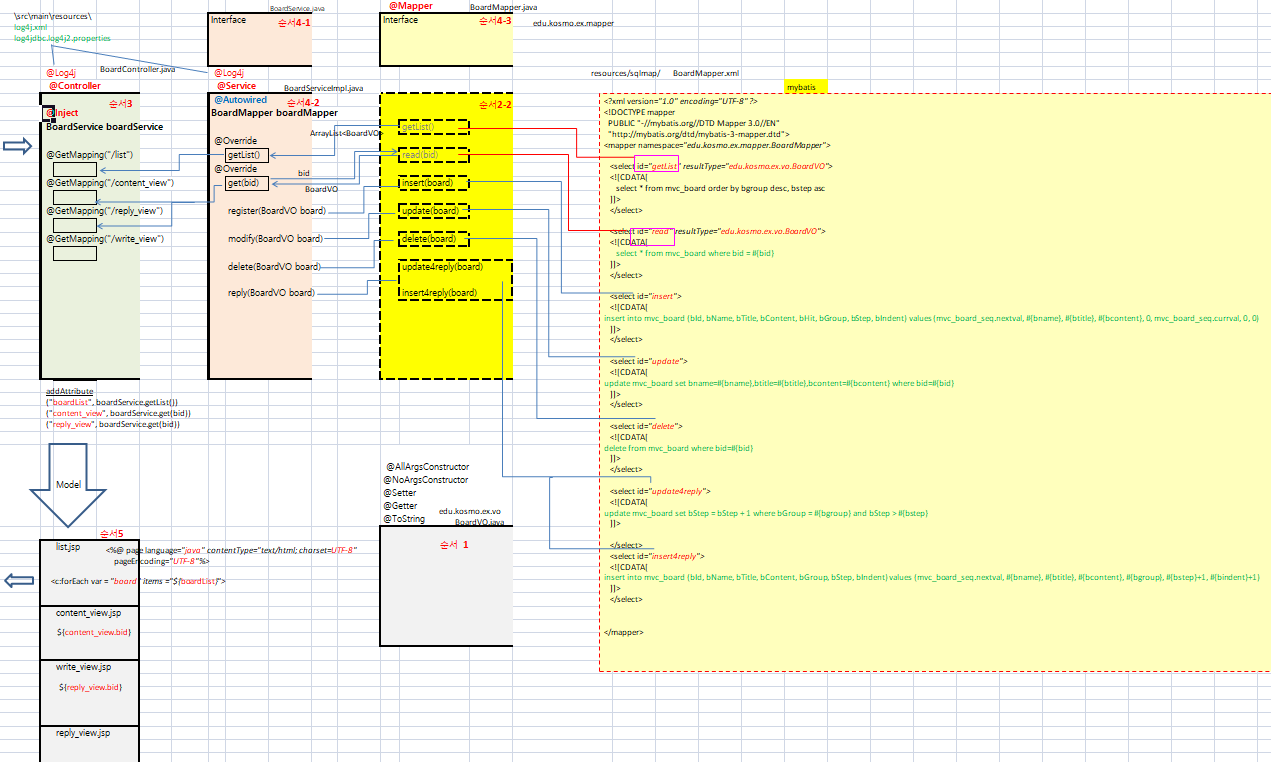 \src\main\resources\
log4j.xml
log4jdbc.log4j2.properties
BoardService.java
Interface
순서4-1
@Mapper
BoardMapper.java
Interface
순서4-3
edu.kosmo.ex.mapper
@Log4j
BoardController.java
@Controller
순서3
@Inject
BoardService boardService
@GetMapping("/list")
@GetMapping("/content_view")
@GetMapping("/reply_view")
@GetMapping("/write_view")
@Log4j
@Service
BoardServiceImpl.java
@Autowired
순서4-2
BoardMapper boardMapper
ArrayList<BoardVO>
@Override
getList()
@Override
get(bid)
bid
BoardVO
register(BoardVO board)
modify(BoardVO board)
delete(BoardVO board)
reply(BoardVO board)
순서2-2
getList()
read(bid)
insert(board)
update(board)
delete(board)
update4reply(board)
insert4reply(board)
resources/sqlmap/ BoardMapper.xml
mybatis
<?xml version="1.0" encoding="UTF-8"?>
<!DOCTYPE mapper
PUBLIC "-//mybatis.org//DTD Mapper 3.0//EN"
"http://mybatis.org/dtd/mybatis-3-mapper.dtd">
<mapper namespace="edu.kosmo.ex.mapper.BoardMapper">
<select id="getList" resultType="edu.kosmo.ex.vo.BoardVO">
<![CDATA[
select * from mvc_board order by bgroup desc, bstep asc
]]>
</select>
<select id="read" resultType="edu.kosmo.ex.vo.BoardVO">
<![CDATA[
select * from mvc_board where bid = #{bid}
]]>
</select>
<select id="insert">
<![CDATA[
insert into mvc_board (bId, bName, bTitle, bContent, bHit, bGroup, bStep, bIndent) values (mvc_board_seq.nextval, #{bname}, #{btitle}, #{bcontent}, 0, mvc_board_seq.currval, 0, 0)
]]>
</select>
<select id="update">
<![CDATA[
update mvc_board set bname=#{bname},btitle=#{btitle},bcontent=#{bcontent} where bid=#{bid}
]]>
</select>
<select id="delete">
<![CDATA[
delete from mvc_board where bid=#{bid}
]]>
</select>
<select id="update4reply">
<![CDATA[
update mvc_board set bStep = bStep + 1 where bGroup = #{bgroup} and bStep > #{bstep}
]]>
</select>
<select id="insert4reply">
<![CDATA[
insert into mvc_board (bId, bName, bTitle, bContent, bGroup, bStep, bIndent) values (mvc_board_seq.nextval, #{bname}, #{btitle}, #{bcontent}, #{bgroup}, #{bstep}+1, #{bindent}+1)
]]>
</select>
</mapper>
addAttribute
("boardList", boardService.getList())
("content_view", boardService.get(bid))
("reply_view", boardService.get(bid))
Model
@AllArgsConstructor
@NoArgsConstructor
@Setter
@Getter
@ToString
edu.kosmo.ex.vo
BoardVO.java
순서 1
순서5
list.jsp
<%@ page language="java" contentType="text/html; charset=UTF-8"
pageEncoding="UTF-8"%>
<c:forEach var = "board" items ="${boardList}">
content_view.jsp
${content_view.bid}
write_view.jsp
${reply_view.bid}
reply_view.jsp